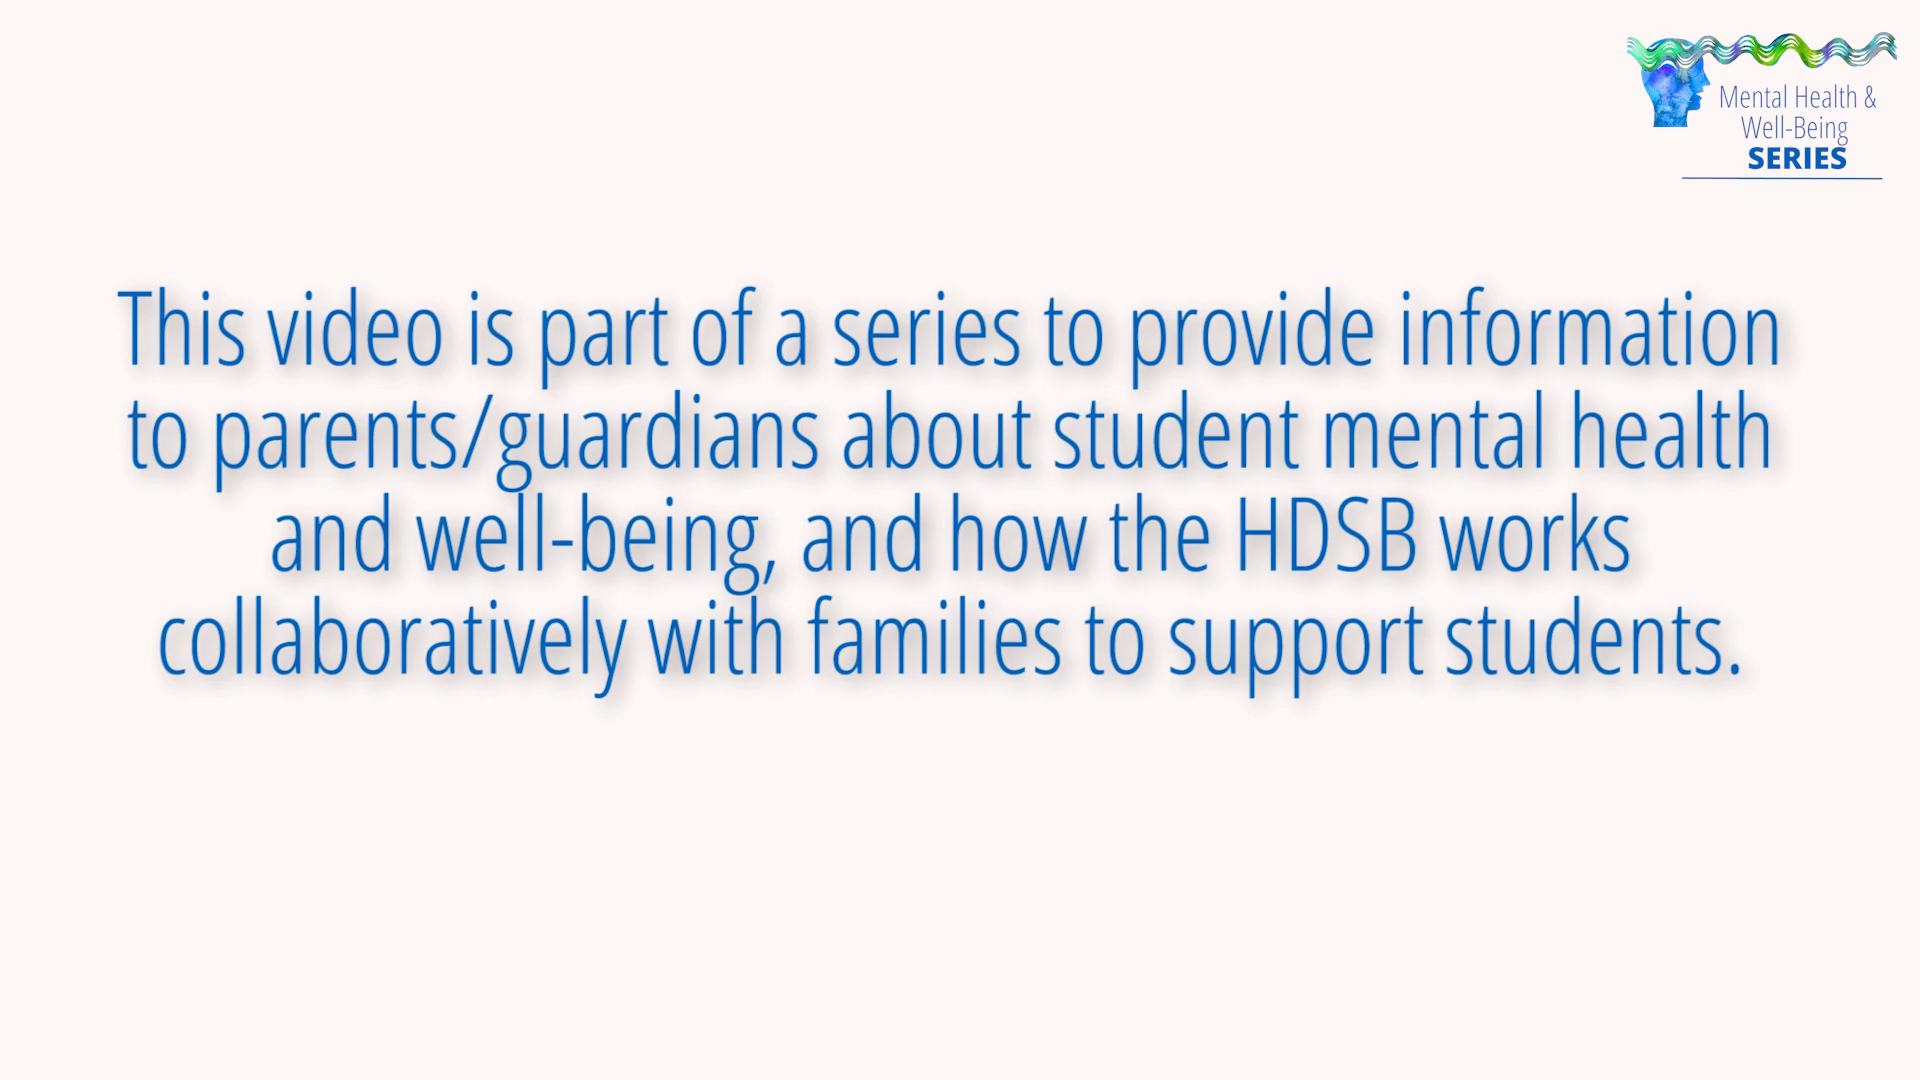 Mental Health &
Well-Being
SERIES
This video is part of a series to provide information
to parents/guardians about student mental health
and well-being, and how the HDSB works
collaboratively with families to support students.